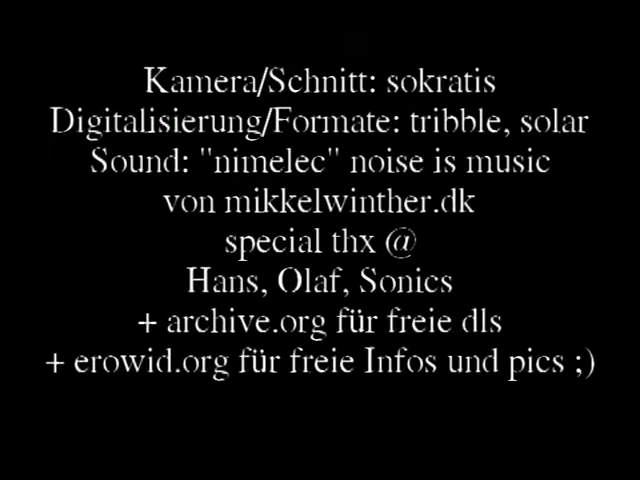 Kamera/Schnitt: sokratis
Digitalisierung/Formate: tribble, solar
Sound: "nimelec" noise is music
von mikkelwinther.dk
special thx @
Hans, Olaf, Sonics
+ archive.org für freie dls
+ erowid.org für freie Infos und pics ;)